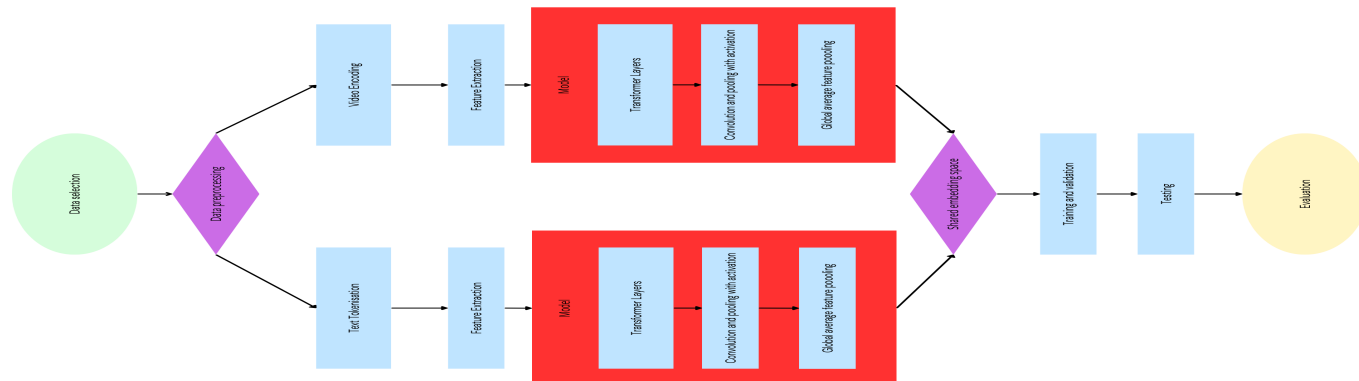 Data selection
Data preprocessing
Video Encoding
Feature Extraction
Model
Transformer Layers
Convolution and pooling with activation
Global average feature poooling
Text Tokenisation
Feature Extraction
Model
Transformer Layers
Convolution and pooling with activation
Global average feature poooling
Shared embedding space
Training and validation
Testing
Evaluation